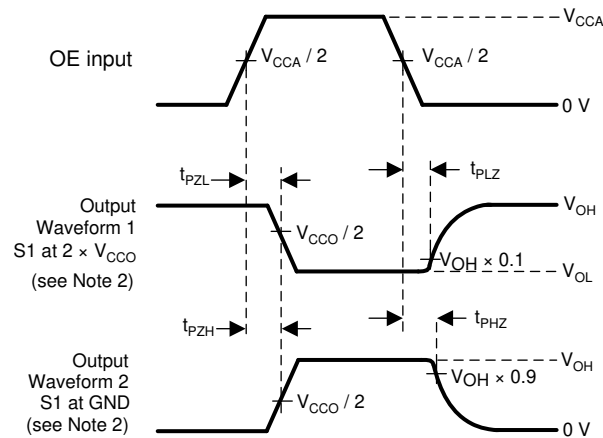 V_CCA
OE input
V_CCA / 2
V_CCA / 2
0 V
t_PZL
t_PLZ
Output
Waveform 1
S1 at 2 × V_CCO
(see Note 2)
V_OH
V_CCO / 2
V_OH × 0.1
V_OL
t_PZH
t_PHZ
Output
Waveform 2
S1 at GND
(see Note 2)
V_OH
V_OH × 0.9
V_CCO / 2
0 V